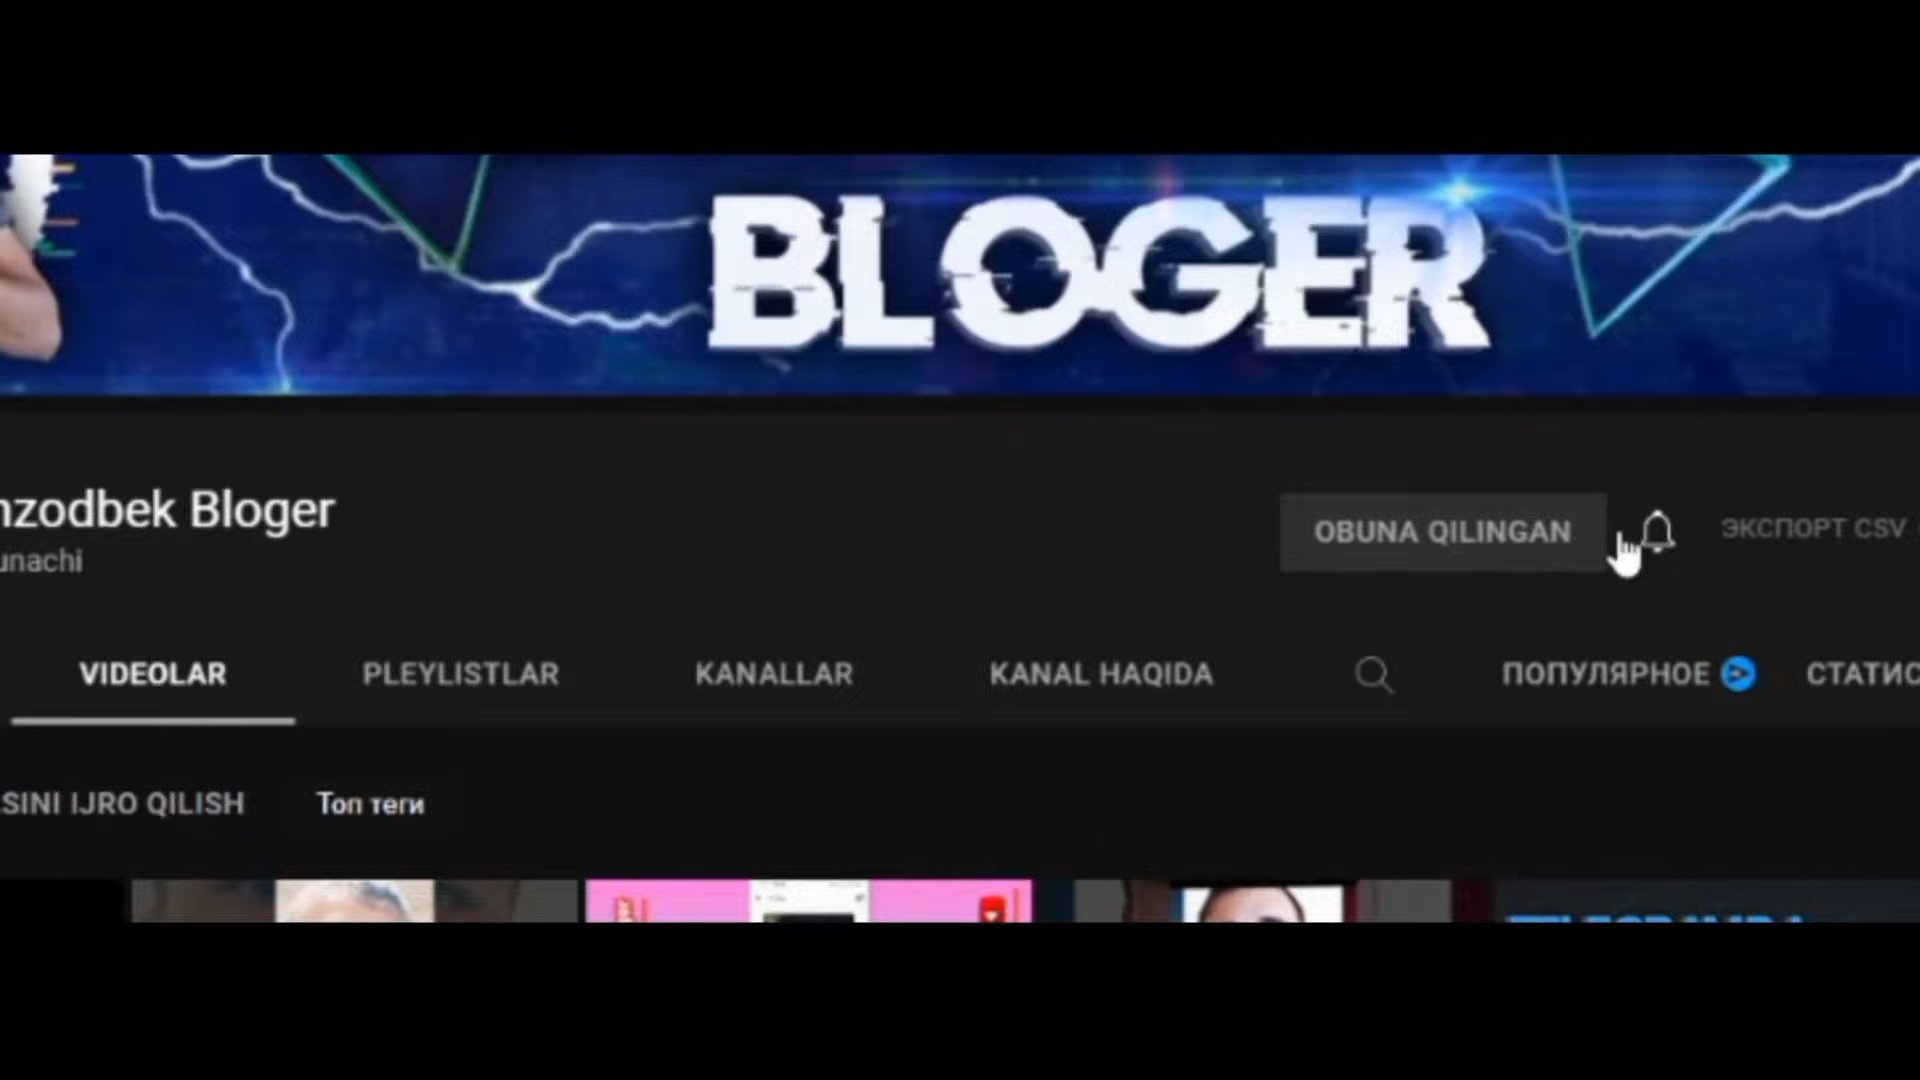 BLOGER
nzodbek Bloger
OBUNA QILINGAN
ЭКСПОРТ CSV
unachi
VIDEOLAR
PLEYLISTLAR
KANALLAR
KANAL HAQIDA
ПОПУЛЯРНОЕ
СТАТИС
SINI IJRO QILISH
Топ теги